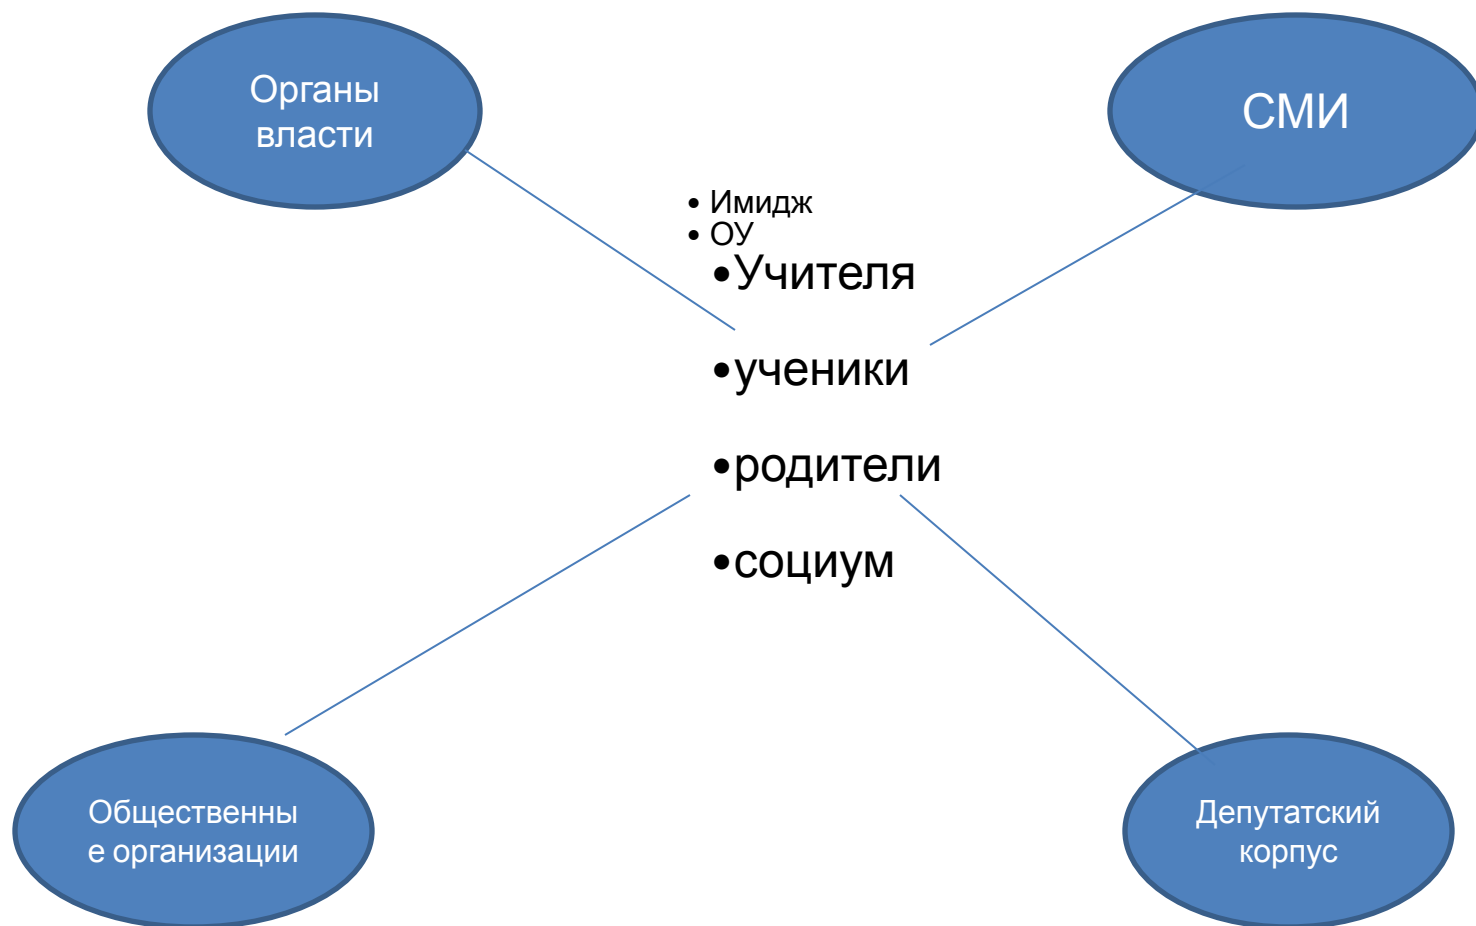 Органы
власти
СМИ
• Имидж
• ОУ
•Учителя
•ученики
•родители
•социум
Общественны
е организации
Депутатский
корпус